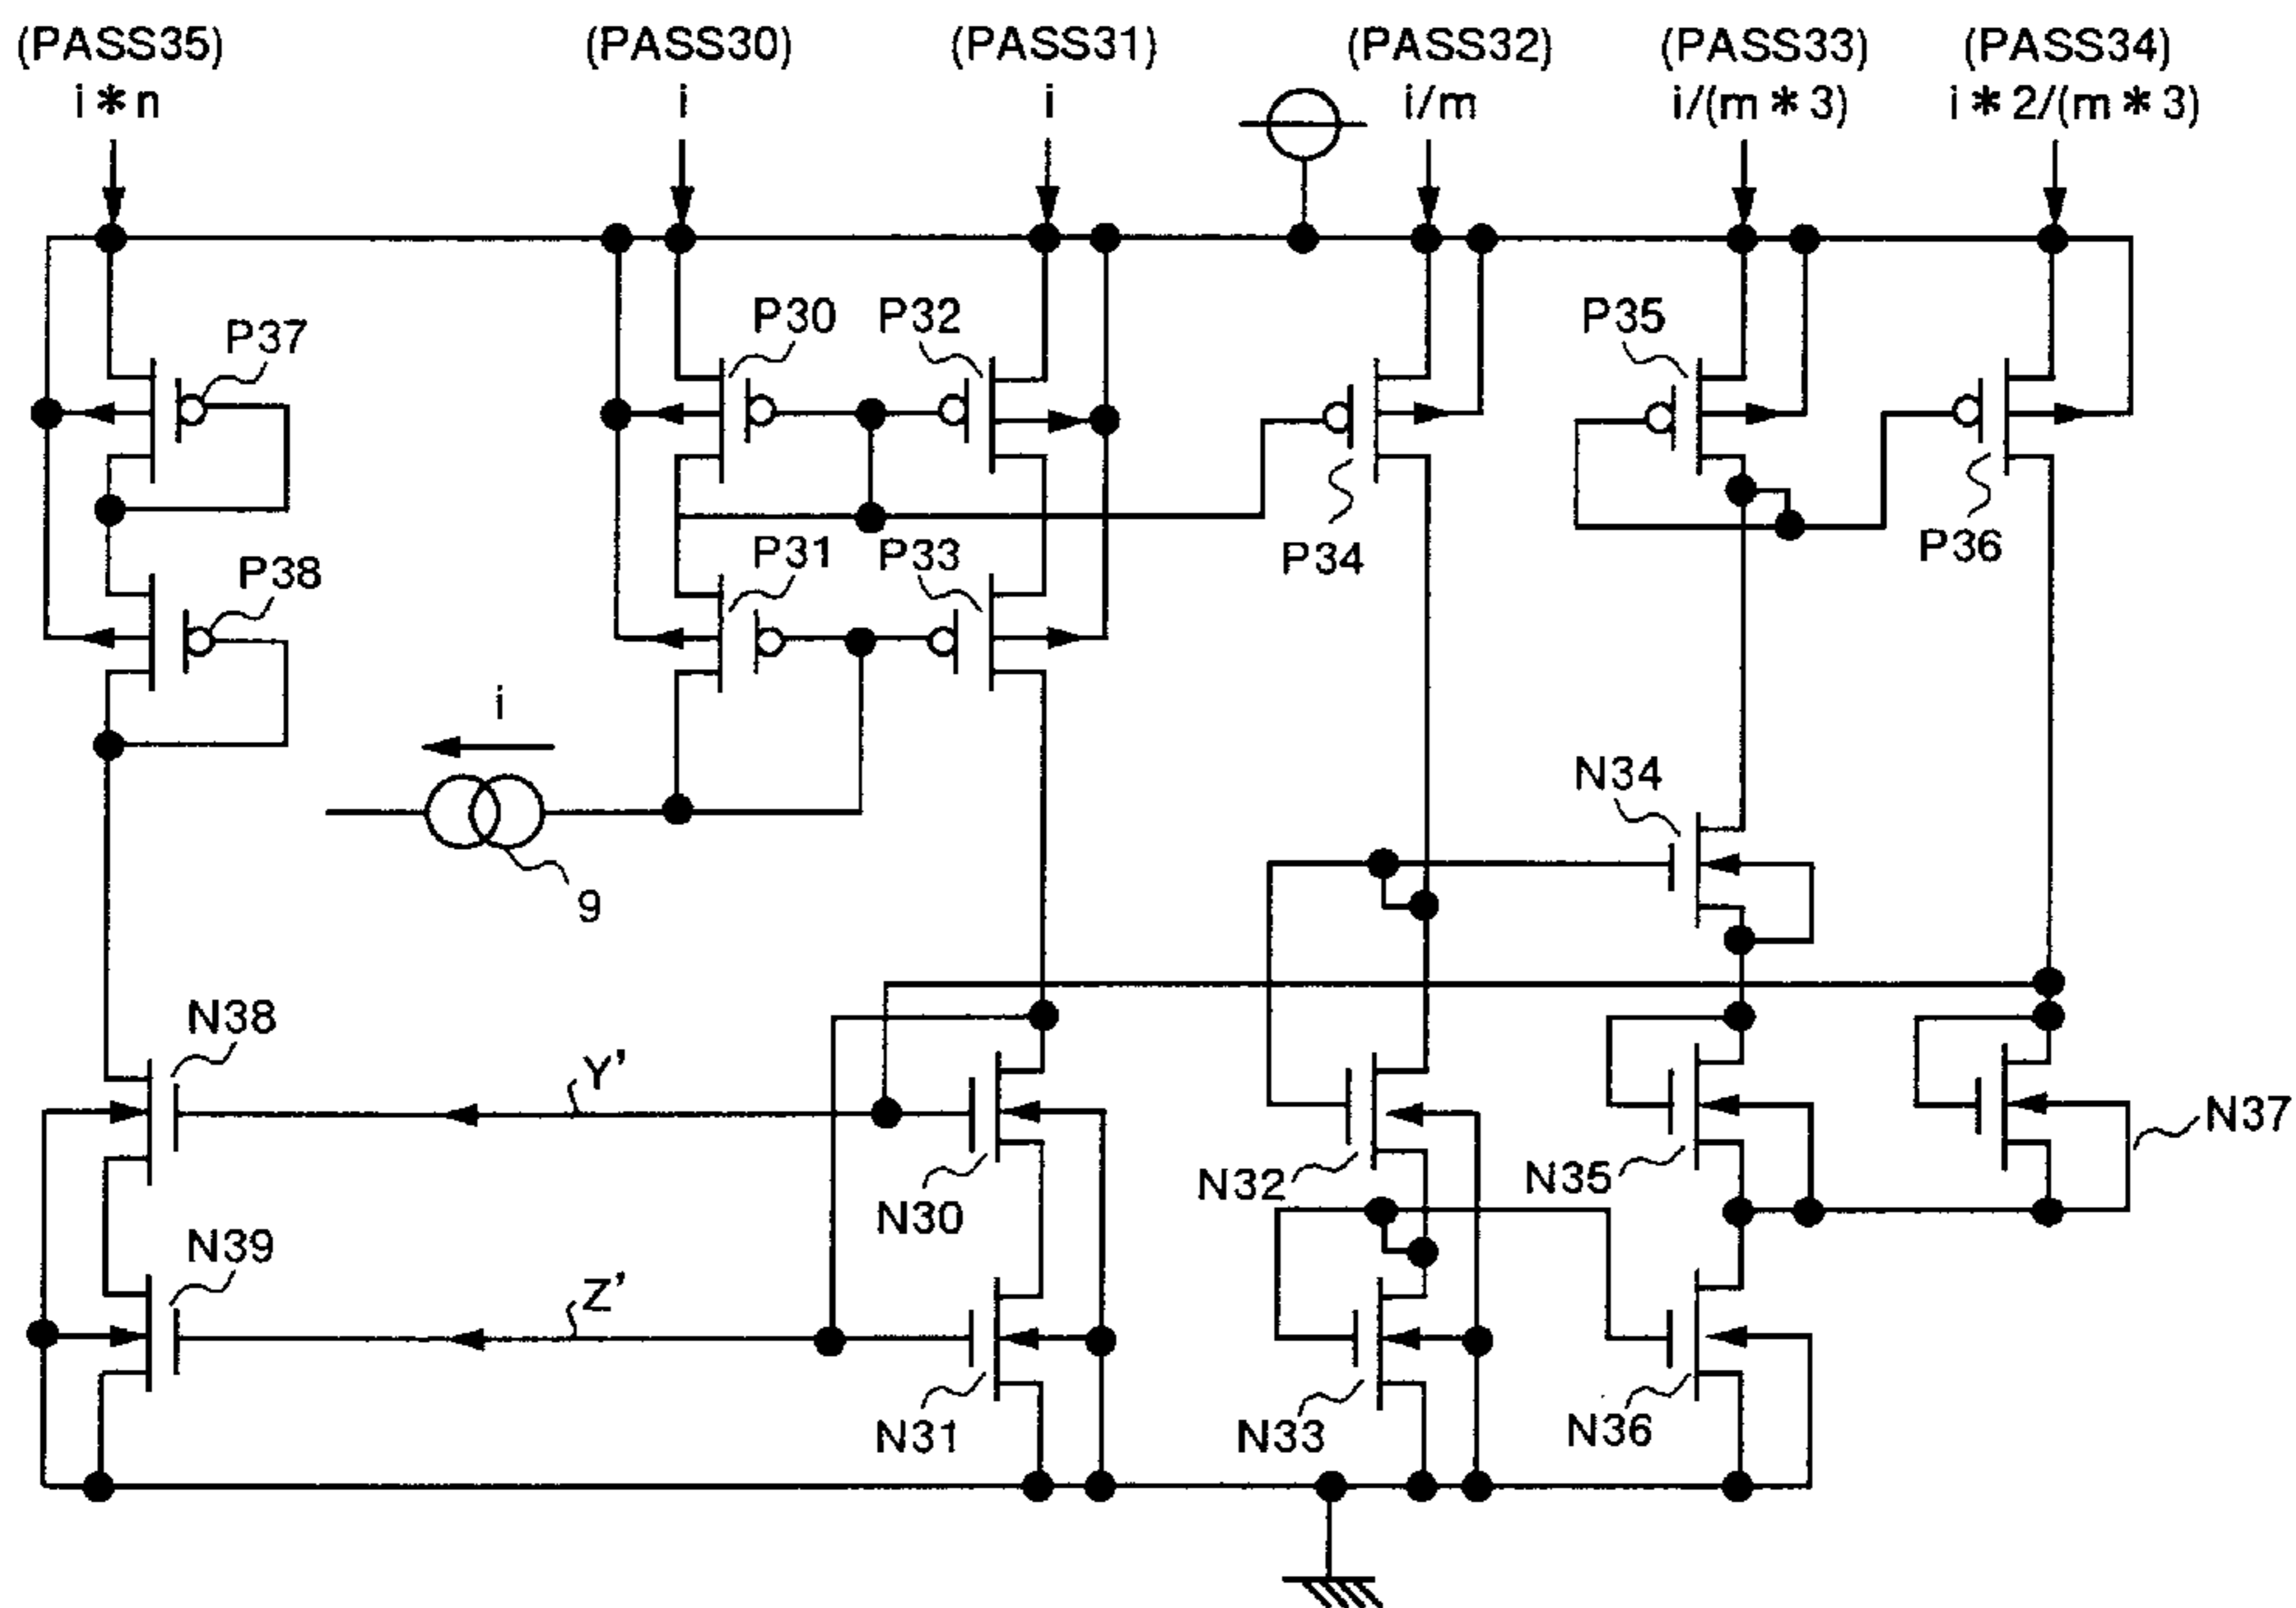 (PASS35) (PASS30) (PASS31) (PASS32) (PASS33) (PASS34)
i * n i i i/m i/(m * 3) i * 2/(m * 3)
P37 P30 P32 P35
P38 P31 P33 P34 P36
i
N34
9
N38
Y'
N37
N32 N35
N30
N39
Z'
N31 N33 N36